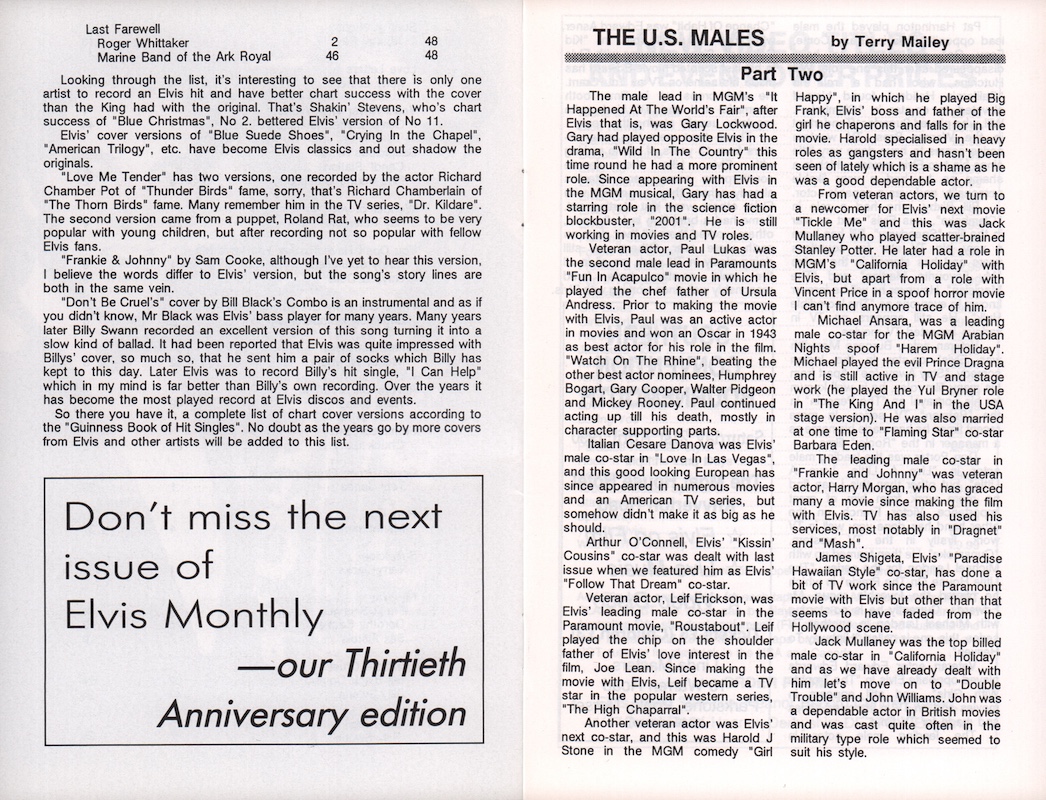 Last Farewell
Roger Whittaker 2 48
Marine Band of the Ark Royal 46 48
Looking through the list, it's interesting to see that there is only one
artist to record an Elvis hit and have better chart success with the cover
than the King had with the original. That's Shakin' Stevens, who's chart
success of "Blue Christmas", No 2. bettered Elvis' version of No 11.
Elvis' cover versions of "Blue Suede Shoes", "Crying In the Chapel",
"American Trilogy", etc. have become Elvis classics and out shadow the
originals.
"Love Me Tender" has two versions, one recorded by the actor Richard
Chamber Pot of "Thunder Birds" fame, sorry, that's Richard Chamberlain of
"The Thorn Birds" fame. Many remember him in the TV series, "Dr. Kildare".
The second version came from a puppet, Roland Rat, who seems to be very
popular with young children, but after recording not so popular with fellow
Elvis fans.
"Frankie & Johnny" by Sam Cooke, although I've yet to hear this version,
I believe the words differ to Elvis' version, but the song's story lines are
both in the same vein.
"Don't Be Cruel's" cover by Bill Black's Combo is an instrumental and as if
you didn't know, Mr Black was Elvis' bass player for many years. Many years
later Billy Swann recorded an excellent version of this song turning it into a
slow kind of ballad. It had been reported that Elvis was quite impressed with
Billys' cover, so much so, that he sent him a pair of socks which Billy has
kept to this day. Later Elvis was to record Billy's hit single, "I Can Help"
which in my mind is far better than Billy's own recording. Over the years it
has become the most played record at Elvis discos and events.
So there you have it, a complete list of chart cover versions according to
the "Guinness Book of Hit Singles". No doubt as the years go by more covers
from Elvis and other artists will be added to this list.
Don't miss the next
issue of
Elvis Monthly
—our Thirtieth
Anniversary edition
THE U.S. MALES by Terry Mailey
Part Two
The male lead in MGM's "It
Happened At The World's Fair", after
Elvis that is, was Gary Lockwood.
Gary had played opposite Elvis in the
drama, "Wild In The Country" this
time round he had a more prominent
role. Since appearing with Elvis in
the MGM musical, Gary has had a
starring role in the science fiction
blockbuster, "2001". He is still
working in movies and TV roles.
Veteran actor, Paul Lukas was
the second male lead in Paramounts
"Fun In Acapulco" movie in which he
played the chef father of Ursula
Andress. Prior to making the movie
with Elvis, Paul was an active actor
in movies and won an Oscar in 1943
as best actor for his role in the film.
"Watch On The Rhine", beating the
other best actor nominees, Humphrey
Bogart, Gary Cooper, Walter Pidgeon
and Mickey Rooney. Paul continued
acting up till his death, mostly in
character supporting parts.
Italian Cesare Danova was Elvis'
male co-star in "Love In Las Vegas",
and this good looking European has
since appeared in numerous movies
and an American TV series, but
somehow didn't make it as big as he
should.
Arthur O'Connell, Elvis' "Kissin'
Cousins" co-star was dealt with last
issue when we featured him as Elvis'
"Follow That Dream" co-star.
Veteran actor, Leif Erickson, was
Elvis' leading male co-star in the
Paramount movie, "Roustabout". Leif
played the chip on the shoulder
father of Elvis' love interest in the
film, Joe Lean. Since making the
movie with Elvis, Leif became a TV
star in the popular western series,
"The High Chaparral".
Another veteran actor was Elvis'
next co-star, and this was Harold J
Stone in the MGM comedy "Girl
Happy", in which he played Big
Frank, Elvis' boss and father of the
girl he chaperons and falls for in the
movie. Harold specialised in heavy
roles as gangsters and hasn't been
seen of lately which is a shame as he
was a good dependable actor.
From veteran actors, we turn to
a newcomer for Elvis' next movie
"Tickle Me" and this was Jack
Mullaney who played scatter-brained
Stanley Potter. He later had a role in
MGM's "California Holiday" with
Elvis, but apart from a role with
Vincent Price in a spoof horror movie
I can't find anymore trace of him.
Michael Ansara, was a leading
male co-star for the MGM Arabian
Nights spoof "Harem Holiday".
Michael played the evil Prince Dragna
and is still active in TV and stage
work (he played the Yul Bryner role
in "The King And I" in the USA
stage version). He was also married
at one time to "Flaming Star" co-star
Barbara Eden.
The leading male co-star in
"Frankie and Johnny" was veteran
actor, Harry Morgan, who has graced
many a movie since making the film
with Elvis. TV has also used his
services, most notably in "Dragnet"
and "Mash".
James Shigeta, Elvis' "Paradise
Hawaiian Style" co-star, has done a
bit of TV work since the Paramount
movie with Elvis but other than that
seems to have faded from the
Hollywood scene.
Jack Mullaney was the top billed
male co-star in "California Holiday"
and as we have already dealt with
him let's move on to "Double
Trouble" and John Williams. John was
a dependable actor in British movies
and was cast quite often in the
military type role which seemed to
suit his style.